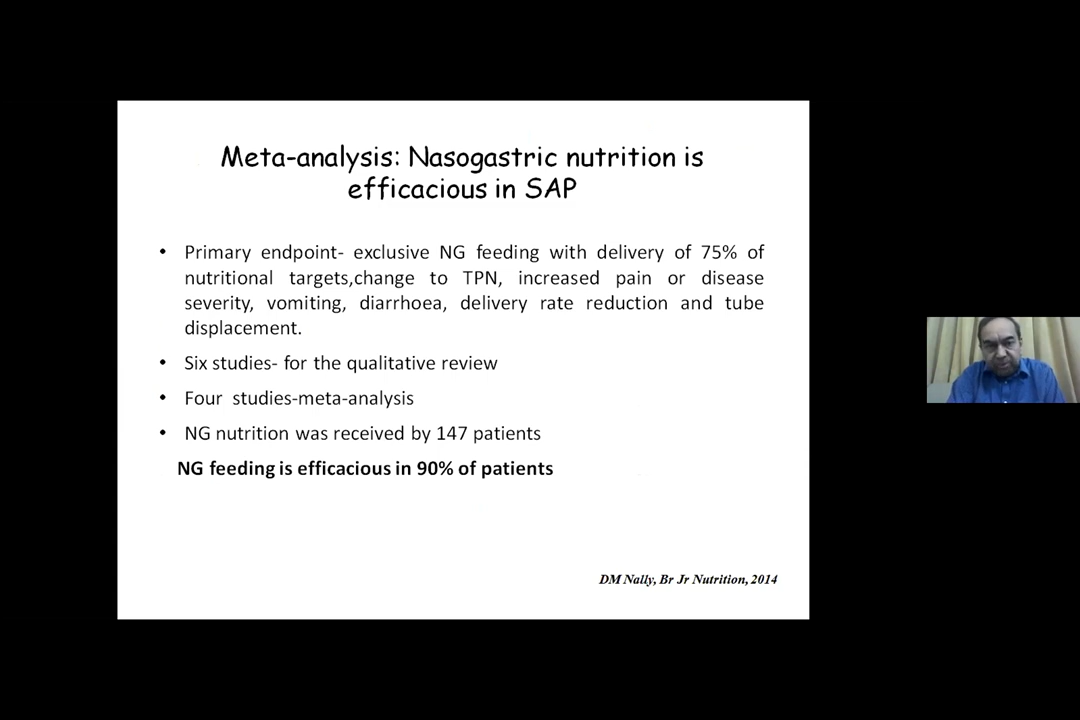 Meta-analysis: Nasogastric nutrition is
efficacious in SAP
• Primary endpoint- exclusive NG feeding with delivery of 75% of
nutritional targets,change to TPN, increased pain or disease
severity, vomiting, diarrhoea, delivery rate reduction and tube
displacement.
• Six studies- for the qualitative review
• Four studies-meta-analysis
• NG nutrition was received by 147 patients
NG feeding is efficacious in 90% of patients
DM Nally, Br Jr Nutrition, 2014